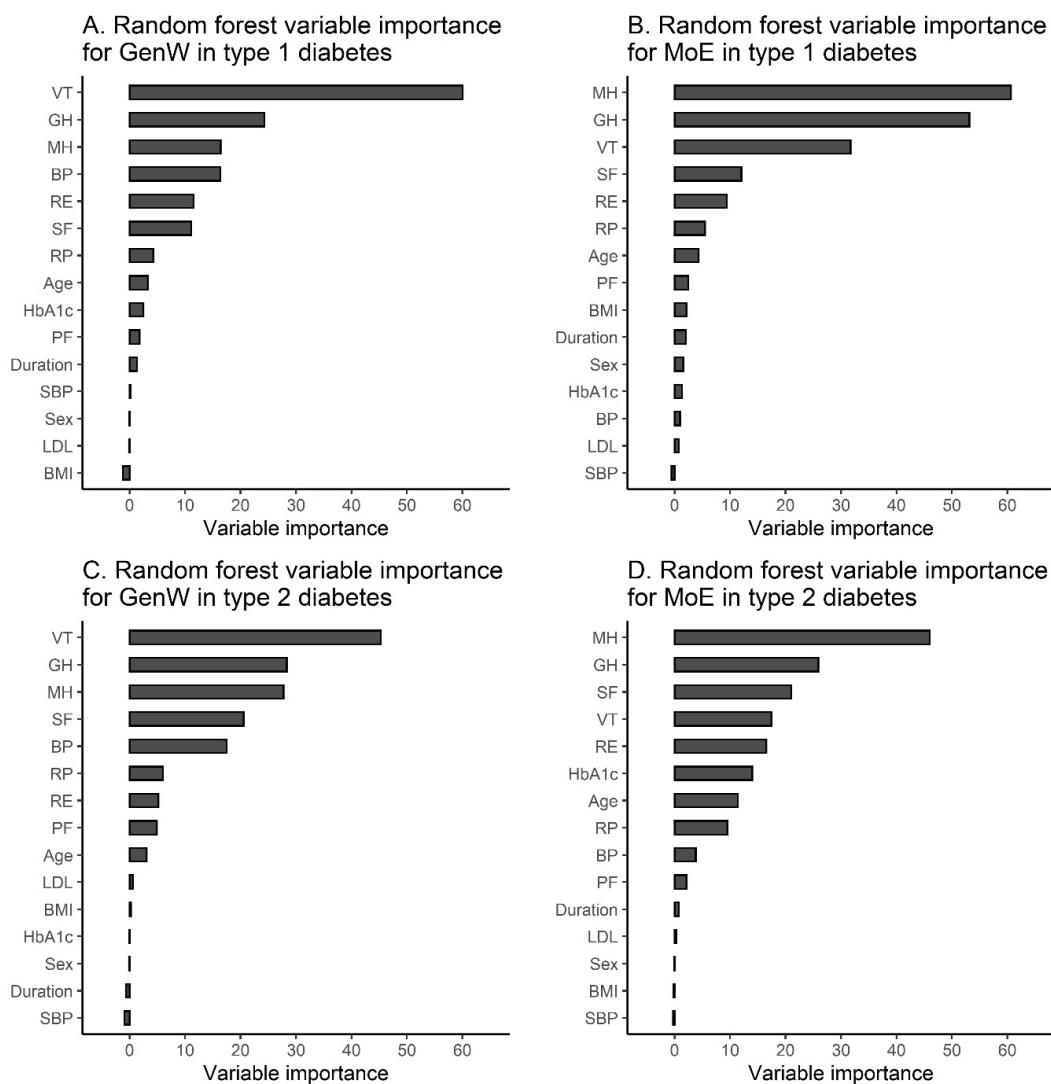 A. Random forest variable importance
for GenW in type 1 diabetes
VT
GH
MH
BP
RE
SF
RP
Age
HbA1c
PF
Duration
SBP
Sex
LDL
BMI
0 10 20 30 40 50 60
Variable importance
B. Random forest variable importance
for MoE in type 1 diabetes
MH
GH
VT
SF
RE
RP
Age
PF
BMI
Duration
Sex
HbA1c
BP
LDL
SBP
0 10 20 30 40 50 60
Variable importance
C. Random forest variable importance
for GenW in type 2 diabetes
VT
GH
MH
SF
BP
RP
RE
PF
Age
LDL
BMI
HbA1c
Sex
Duration
SBP
0 10 20 30 40 50 60
Variable importance
D. Random forest variable importance
for MoE in type 2 diabetes
MH
GH
SF
VT
RE
HbA1c
Age
RP
BP
PF
Duration
LDL
Sex
BMI
SBP
0 10 20 30 40 50 60
Variable importance